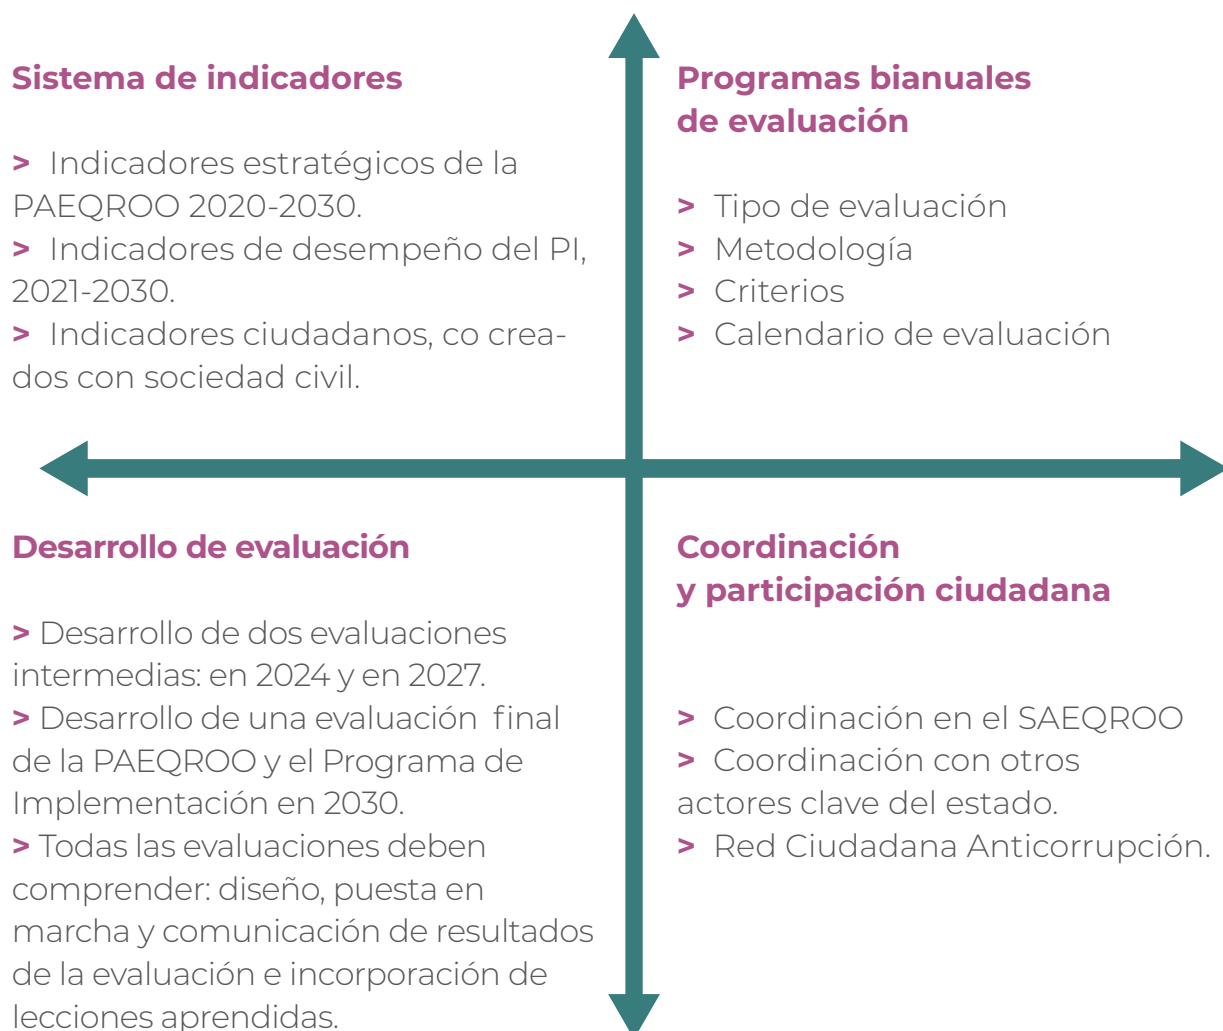 Sistema de indicadores
> Indicadores estratégicos de la
PAEQROO 2020-2030.
> Indicadores de desempeño del PI,
2021-2030.
> Indicadores ciudadanos, co crea-
dos con sociedad civil.
Programas bianuales
de evaluación
> Tipo de evaluación
> Metodología
> Criterios
> Calendario de evaluación
Desarrollo de evaluación
> Desarrollo de dos evaluaciones
intermedias: en 2024 y en 2027.
> Desarrollo de una evaluación final
de la PAEQROO y el Programa de
Implementación en 2030.
> Todas las evaluaciones deben
comprender: diseño, puesta en
marcha y comunicación de resultados
de la evaluación e incorporación de
lecciones aprendidas.
Coordinación
y participación ciudadana
> Coordinación en el SAEQROO
> Coordinación con otros
actores clave del estado.
> Red Ciudadana Anticorrupción.